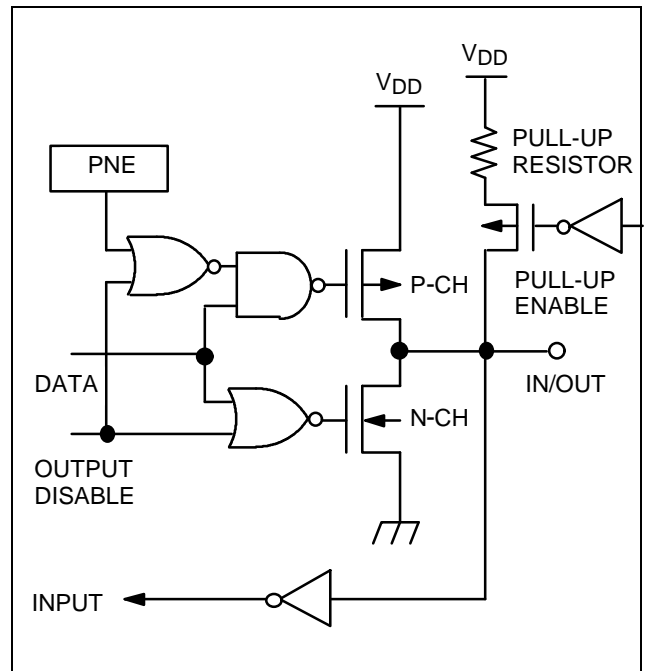 VDD
VDD
PULL-UP
RESISTOR
PNE
P-CH
PULL-UP
ENABLE
DATA
IN/OUT
N-CH
OUTPUT
DISABLE
INPUT